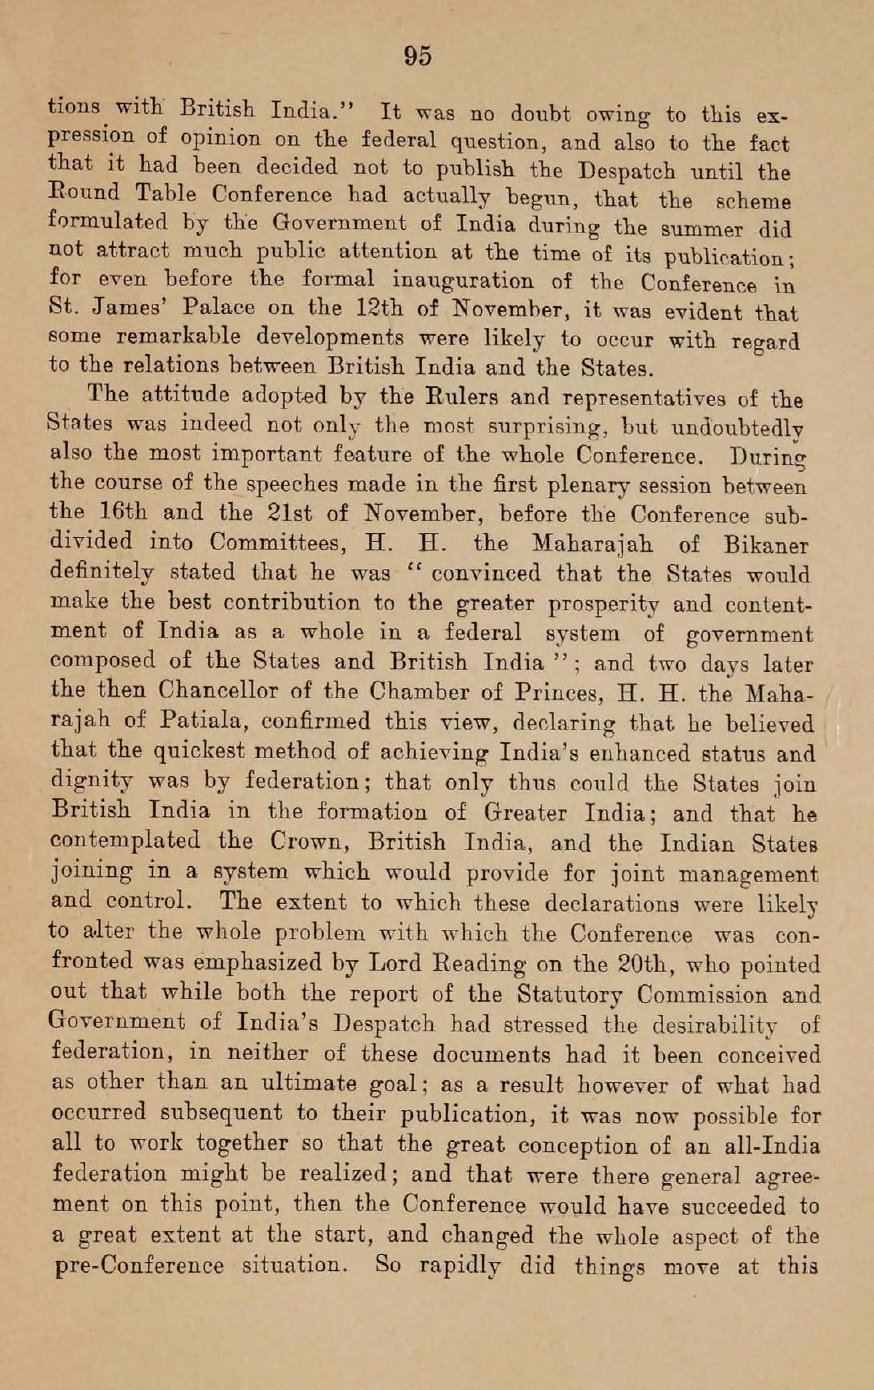 95
tions with British India." It was no doubt owing to this ex-
pression of opinion on the federal question, and also to the fact
that it had been decided not to publish the Despatch until the
Round Table Conference had actually begun, that the scheme
formulated by the Government of India during the summer did
not attract much public attention at the time of its publication;
for even before the formal inauguration of the Conference in
St. James' Palace on the 12th of November, it was evident that
some remarkable developments were likely to occur with regard
to the relations between British India and the States.
The attitude adopted by the Rulers and representatives of the
States was indeed not only the most surprising, but undoubtedly
also the most important feature of the whole Conference. During
the course of the speeches made in the first plenary session between
the 16th and the 21st of November, before the Conference sub-
divided into Committees, H. H. the Maharajah of Bikaner
definitely stated that he was " convinced that the States would
make the best contribution to the greater prosperity and content-
ment of India as a whole in a federal system of government
composed of the States and British India "; and two days later
the then Chancellor of the Chamber of Princes, H. H. the Maha-
rajah of Patiala, confirmed this view, declaring that he believed
that the quickest method of achieving India's enhanced status and
dignity was by federation; that only thus could the States join
British India in the formation of Greater India; and that he
contemplated the Crown, British India, and the Indian States
joining in a system which would provide for joint management
and control. The extent to which these declarations were likely
to alter the whole problem with which the Conference was con-
fronted was emphasized by Lord Reading on the 20th, who pointed
out that while both the report of the Statutory Commission and
Government of India's Despatch had stressed the desirability of
federation, in neither of these documents had it been conceived
as other than an ultimate goal; as a result however of what had
occurred subsequent to their publication, it was now possible for
all to work together so that the great conception of an all-India
federation might be realized; and that were there general agree-
ment on this point, then the Conference would have succeeded to
a great extent at the start, and changed the whole aspect of the
pre-Conference situation. So rapidly did things move at this